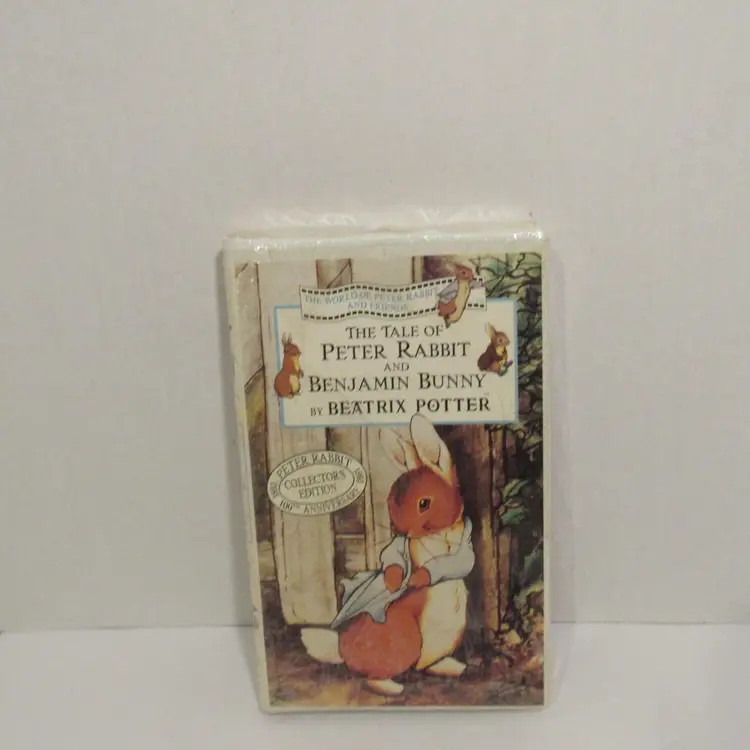 THE WORLD OF PETER RABBIT
AND FRIENDS
THE TALE OF
PETER RABBIT
AND
BENJAMIN BUNNY
BY BEATRIX POTTER™
PETER RABBIT
COLLECTOR'S
EDITION
100TH ANNIVERSARY